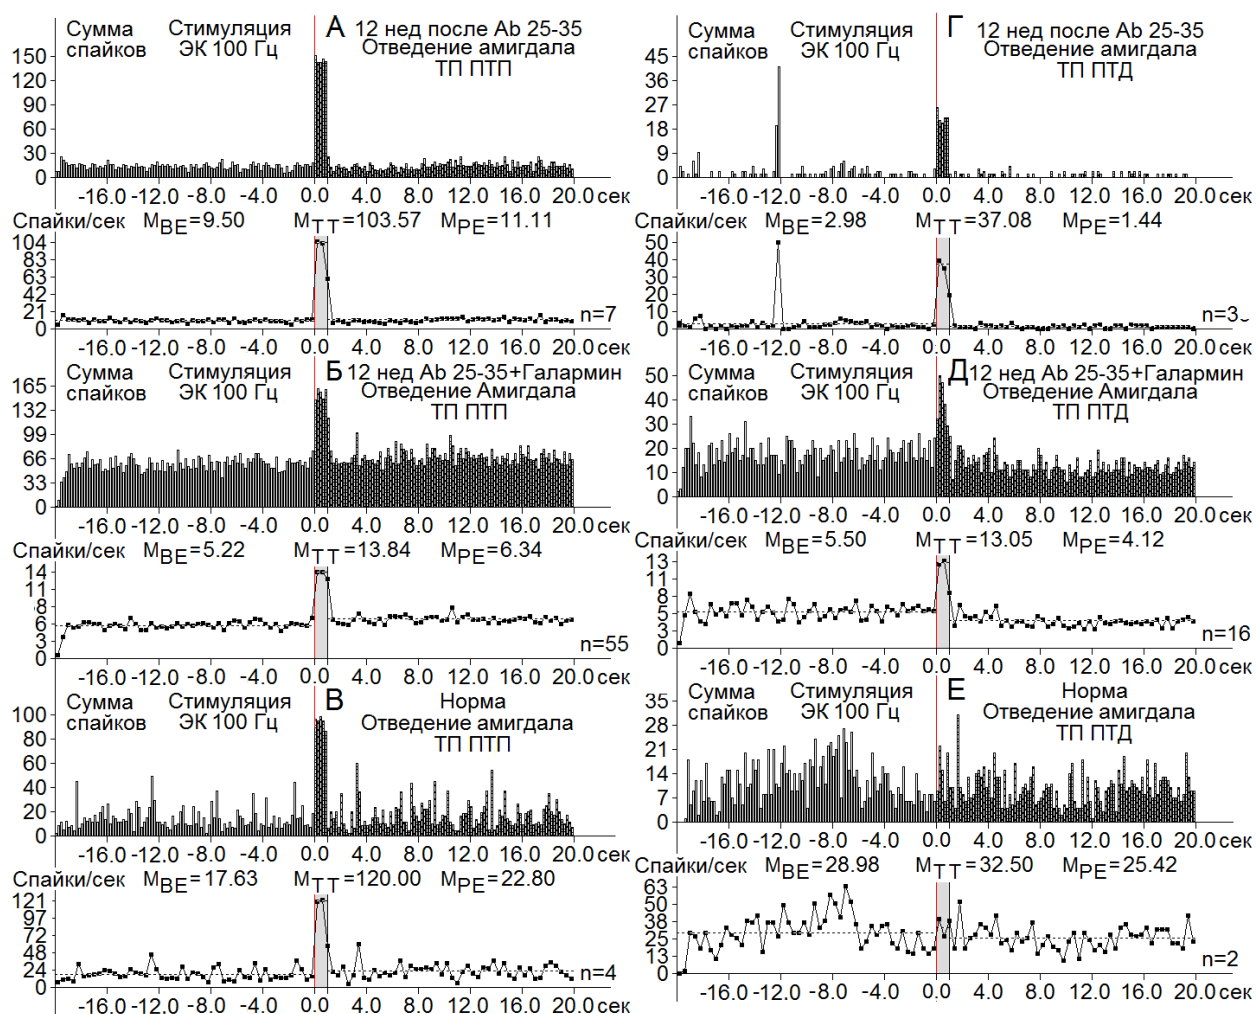 Сумма спайков
Стимуляция ЭК 100 Гц
А 12 нед после Ab 25-35
Отведение амигдала
ТП ПТП
150
120
90
60
30
0
-16.0 -12.0 -8.0 -4.0 0.0 4.0 8.0 12.0 16.0 20.0 сек
Спайки/сек MBE=9.50 MTT=103.57 MPE=11.11
104
83
63
42
21
0
n=7
-16.0 -12.0 -8.0 -4.0 0.0 4.0 8.0 12.0 16.0 20.0 сек
Сумма спайков
Стимуляция ЭК 100 Гц
Б 12 нед Ab 25-35+Галармин
Отведение Амигдала
ТП ПТП
165
132
99
66
33
0
-16.0 -12.0 -8.0 -4.0 0.0 4.0 8.0 12.0 16.0 20.0 сек
Спайки/сек MBE=5.22 MTT=13.84 MPE=6.34
14
11
8
6
3
0
n=55
-16.0 -12.0 -8.0 -4.0 0.0 4.0 8.0 12.0 16.0 20.0 сек
Сумма спайков
Стимуляция ЭК 100 Гц
В Норма
Отведение амигдала
ТП ПТП
100
80
60
40
20
0
-16.0 -12.0 -8.0 -4.0 0.0 4.0 8.0 12.0 16.0 20.0 сек
Спайки/сек MBE=17.63 MTT=120.00 MPE=22.80
121
97
72
48
24
0
n=4
-16.0 -12.0 -8.0 -4.0 0.0 4.0 8.0 12.0 16.0 20.0 сек
Сумма спайков
Стимуляция ЭК 100 Гц
Г 12 нед после Ab 25-35
Отведение амигдала
ТП ПТД
45
36
27
18
9
0
-16.0 -12.0 -8.0 -4.0 0.0 4.0 8.0 12.0 16.0 20.0 сек
Спайки/сек MBE=2.98 MTT=37.08 MPE=1.44
50
40
30
20
10
0
-16.0 -12.0 -8.0 -4.0 0.0 4.0 8.0 12.0 16.0 20.0 сек
Сумма спайков
Стимуляция ЭК 100 Гц
Д 12 нед Ab 25-35+Галармин
Отведение Амигдала
ТП ПТД
50
40
30
20
10
0
-16.0 -12.0 -8.0 -4.0 0.0 4.0 8.0 12.0 16.0 20.0 сек
Спайки/сек MBE=5.50 MTT=13.05 MPE=4.12
13
10
8
5
3
0
n=16
-16.0 -12.0 -8.0 -4.0 0.0 4.0 8.0 12.0 16.0 20.0 сек
Сумма спайков
Стимуляция ЭК 100 Гц
Е Норма
Отведение амигдала
ТП ПТД
35
28
21
14
7
0
-16.0 -12.0 -8.0 -4.0 0.0 4.0 8.0 12.0 16.0 20.0 сек
Спайки/сек MBE=28.98 MTT=32.50 MPE=25.42
63
50
38
25
13
0
n=2
-16.0 -12.0 -8.0 -4.0 0.0 4.0 8.0 12.0 16.0 20.0 сек